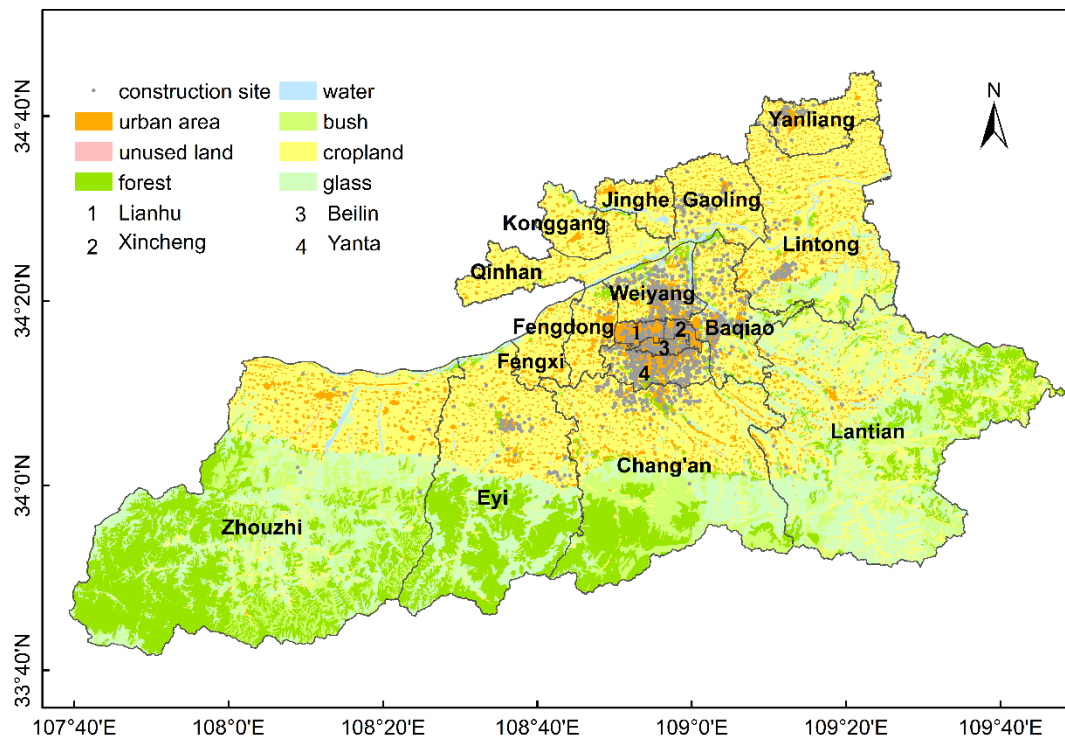 34°40'N
34°20'N
34°0'N
33°40'N
construction site
urban area
unused land
forest
1 Lianhu
2 Xincheng
water
bush
cropland
glass
3 Beilin
4 Yanta
N
Yanliang
Jinghe
Gaoling
Konggang
Lintong
Qinhan
Weiyang
Fengdong
1
2
Baqiao
3
Fengxi
4
Lantian
Chang'an
Eyi
Zhouzhi
107°40'E
108°0'E
108°20'E
108°40'E
109°0'E
109°20'E
109°40'E